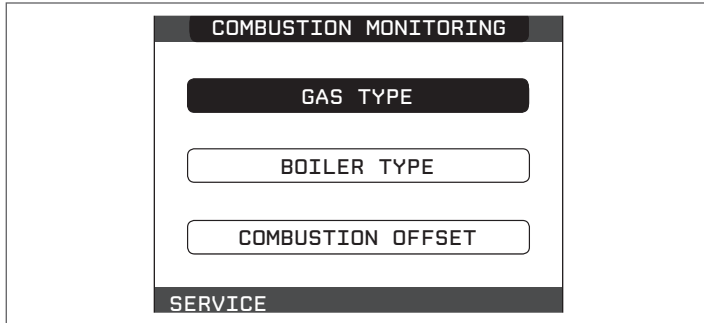 COMBUSTION MONITORING
GAS TYPE
BOILER TYPE
COMBUSTION OFFSET
SERVICE